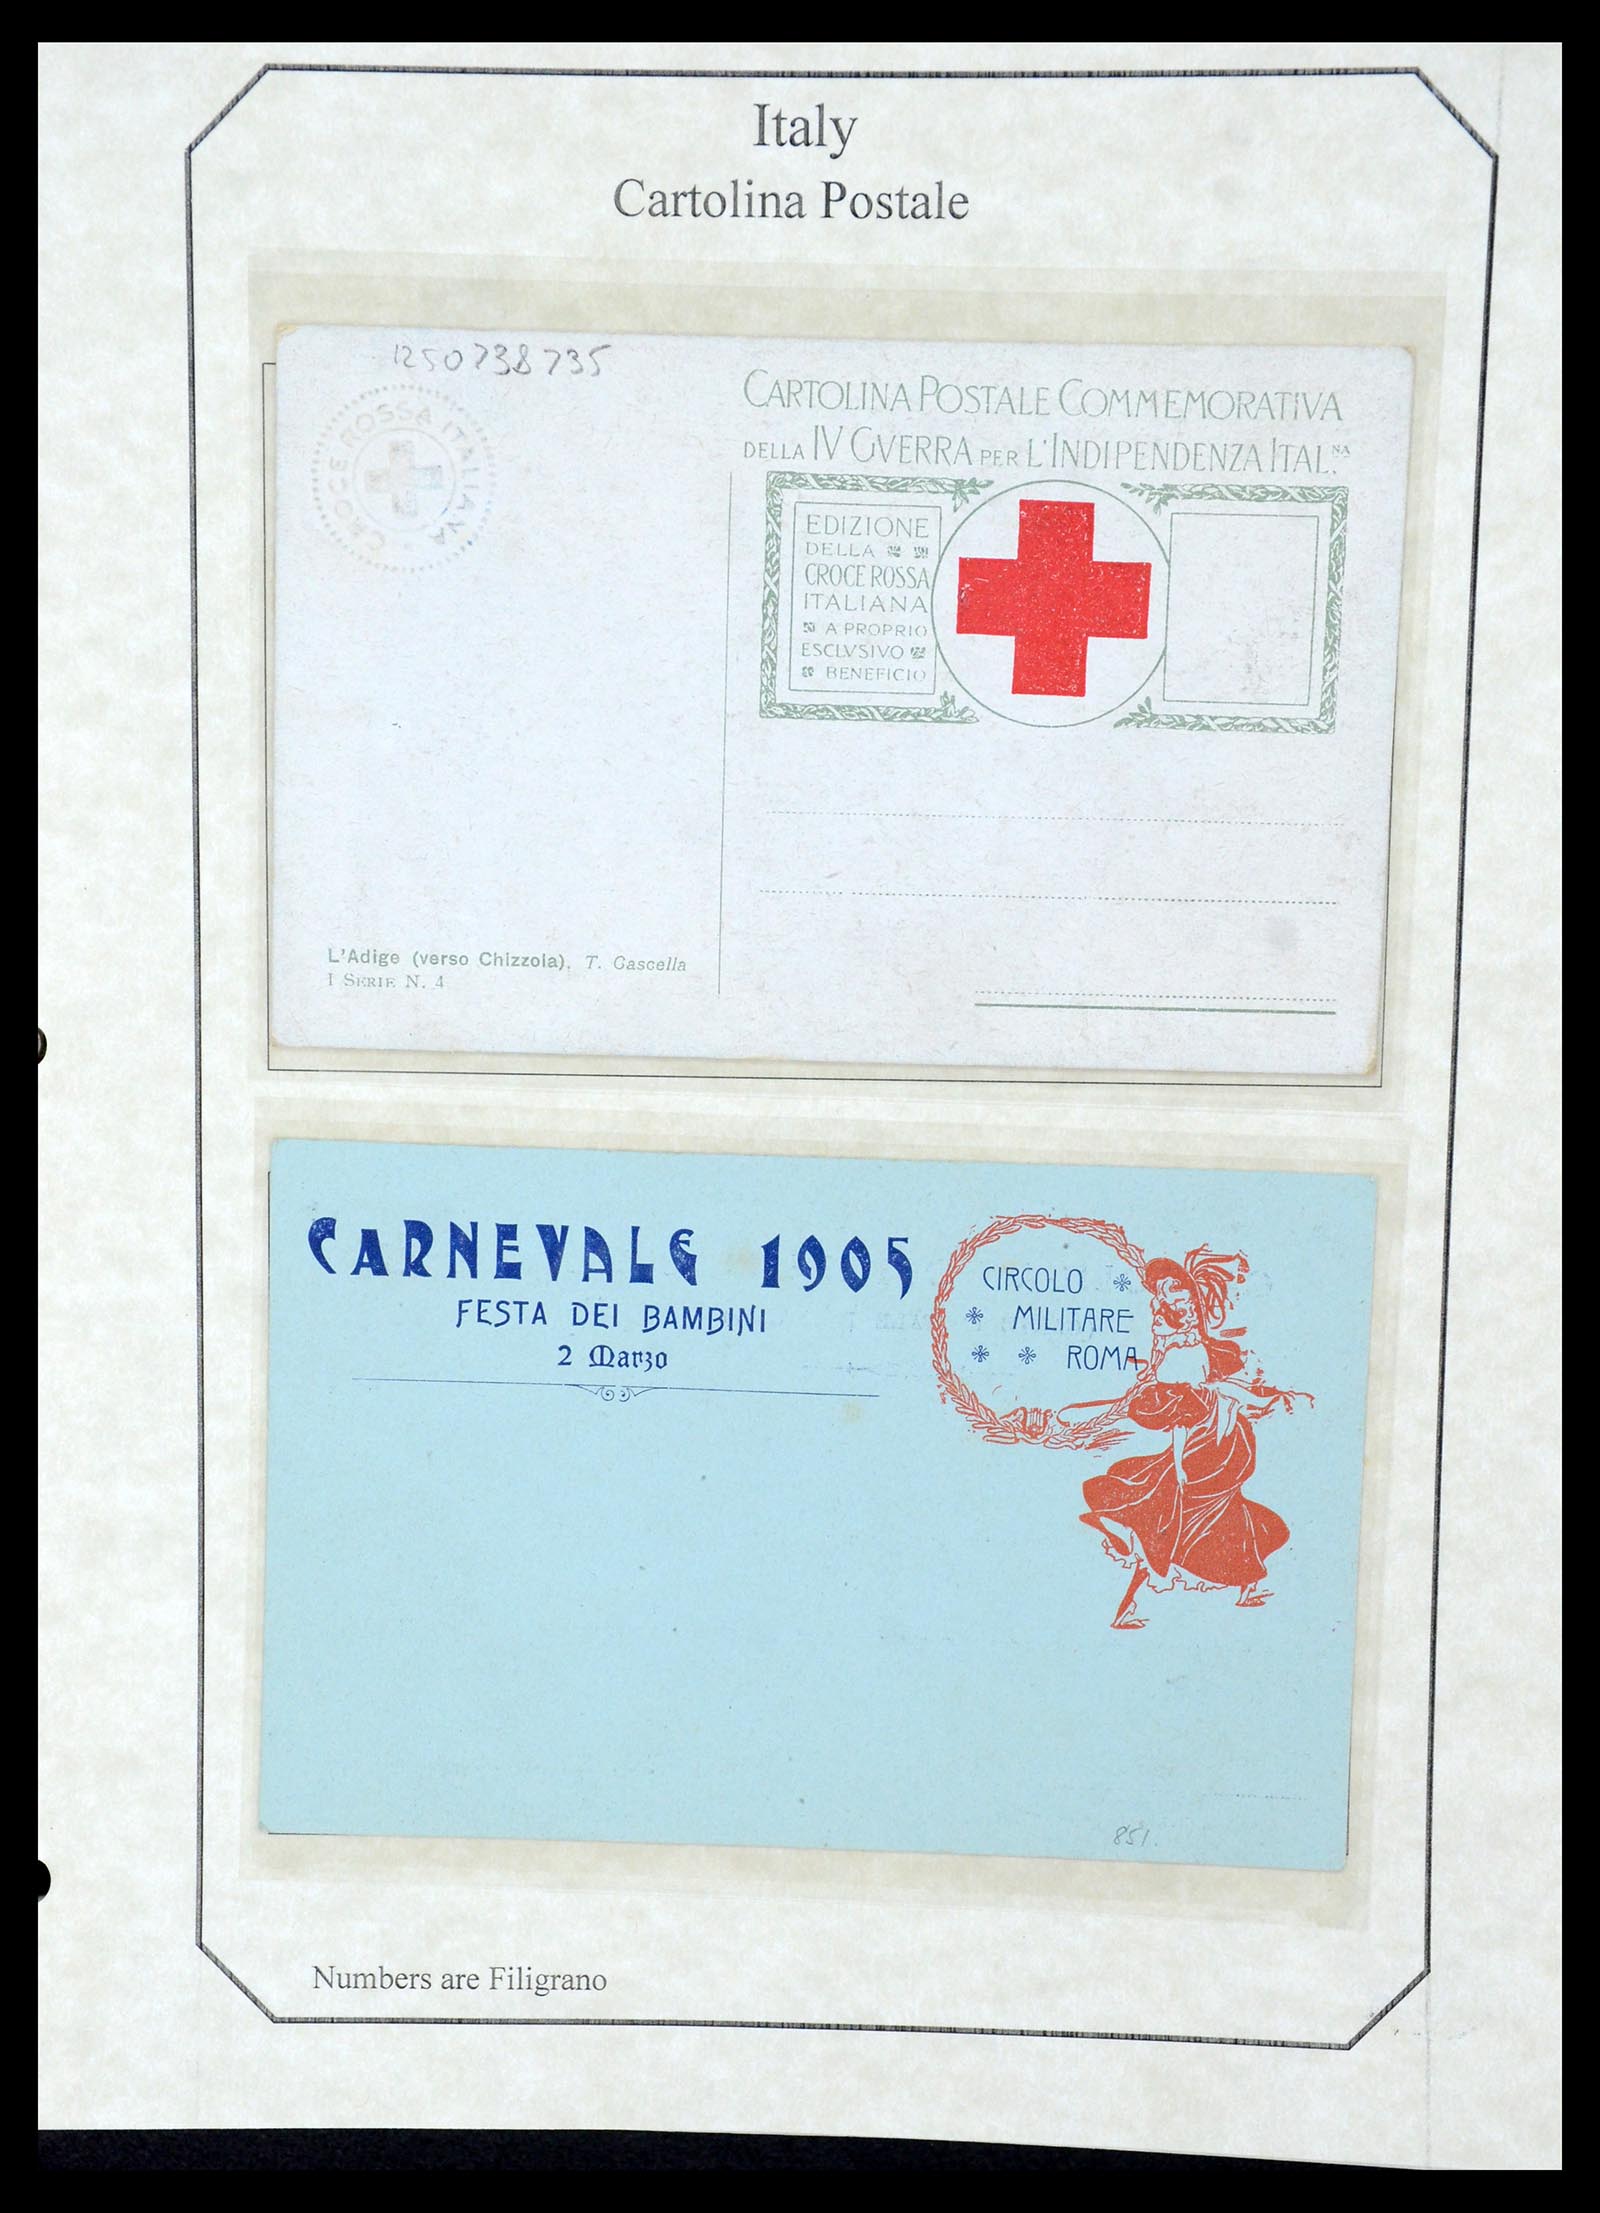 Italy
Cartolina Postale
1250738735
CROCE ROSSA ITALIANA
CARTOLINA POSTALE COMMEMORATIVA
DELLA IV GVERRA PER L'INDIPENDENZA ITAL.NA
EDIZIONE
DELLA
CROCE ROSSA
ITALIANA
A PROPRIO
ESCLVSIVO
BENEFICIO
L'Adige (verso Chizzola). T. Cascella
I SERIE N. 4
CARNEVALE 1905
FESTA DEI BAMBINI
2 Marzo
CIRCOLO
MILITARE
ROMA
851.
Numbers are Filigrano